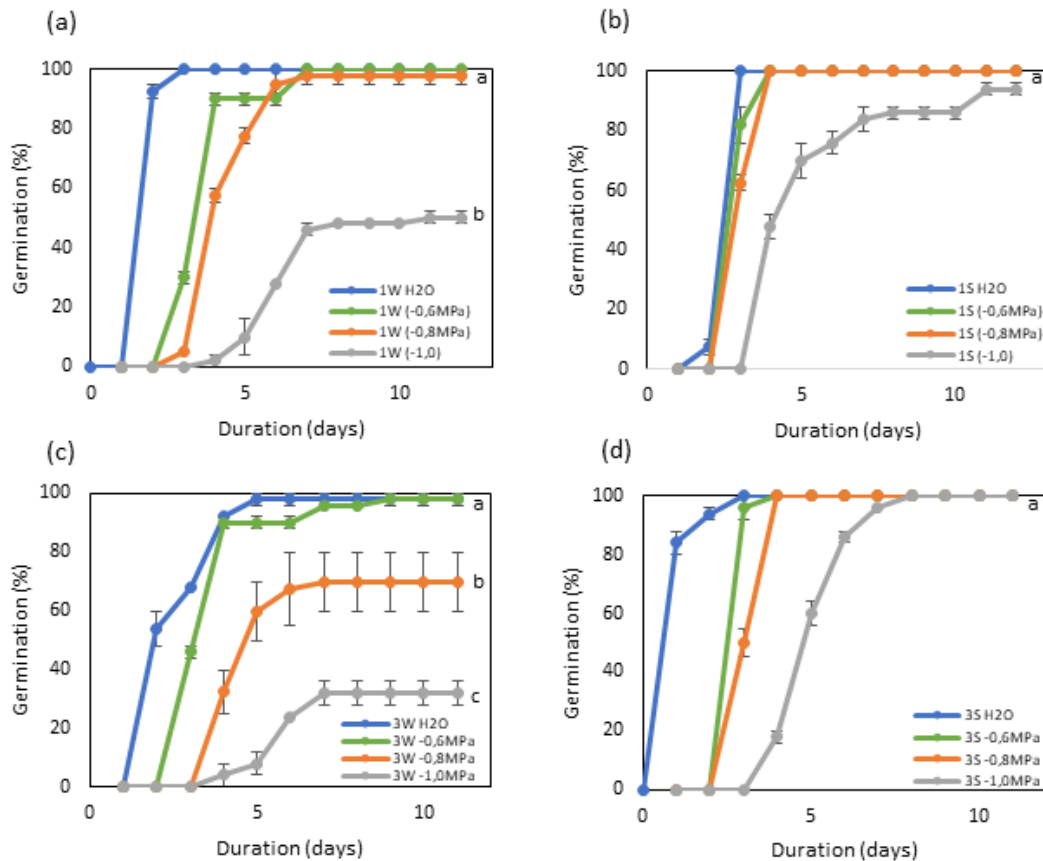 (a)
100
80
60
40
20
0
Germination (%)
a
b
1W H2O
1W (-0,6MPa)
1W (-0,8MPa)
1W (-1,0)
0 5 10
Duration (days)
(b)
100
80
60
40
20
0
Germination (%)
a
1S H2O
1S (-0,6MPa)
1S (-0,8MPa)
1S (-1,0)
0 5 10
Duration (days)
(c)
100
80
60
40
20
0
Germination (%)
a
b
c
3W H2O
3W -0,6MPa
3W -0,8MPa
3W -1,0MPa
0 5 10
Duration (days)
(d)
100
80
60
40
20
0
Germination (%)
a
3S H2O
3S -0,6MPa
3S -0,8MPa
3S -1,0MPa
0 5 10
Duration (days)